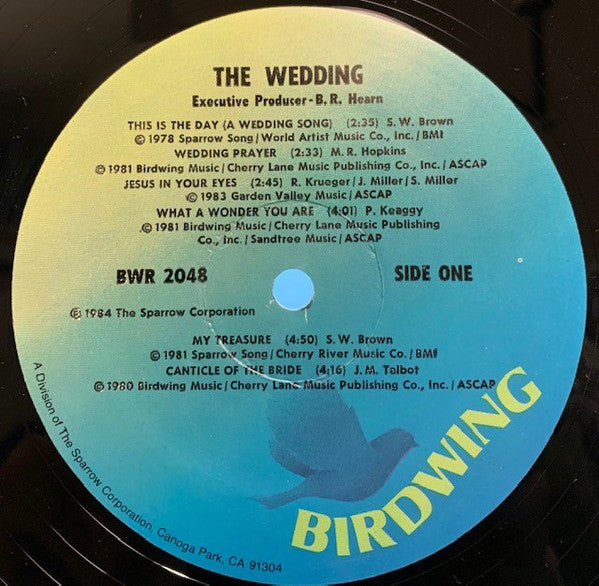 THE WEDDING
Executive Producer-B.R. Hearn
THIS IS THE DAY (A WEDDING SONG) (2:35) S.W. Brown
© 1978 Sparrow Song/World Artist Music Co., Inc./BMI
WEDDING PRAYER (2:33) M.R. Hopkins
© 1981 Birdwing Music/Cherry Lane Music Publishing Co., Inc./ASCAP
JESUS IN YOUR EYES (2:45) R. Krueger/J. Miller/S. Miller
© 1983 Garden Valley Music/ASCAP
WHAT A WONDER YOU ARE (4:01) P. Keaggy
© 1981 Birdwing Music/Cherry Lane Music Publishing
Co., Inc./Sandtree Music/ASCAP
BWR 2048 SIDE ONE
℗ 1984 The Sparrow Corporation
MY TREASURE (4:50) S.W. Brown
© 1981 Sparrow Song/Cherry River Music Co./BMI
CANTICLE OF THE BRIDE (4:16) J.M. Talbot
© 1980 Birdwing Music/Cherry Lane Music Publishing Co., Inc./ASCAP
A Division of The Sparrow Corporation, Canoga Park, CA 91304
BIRDWING